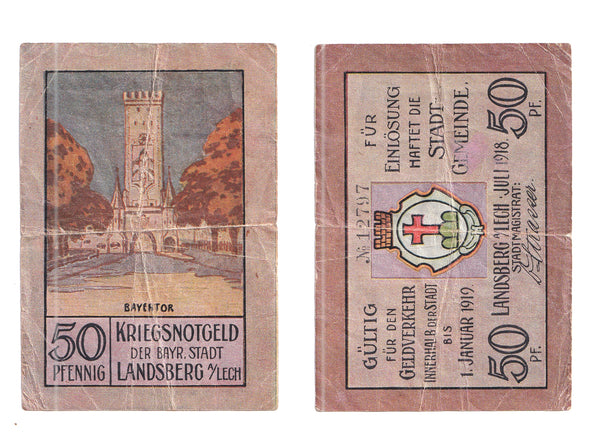 BAYERTOR
50
PFENNIG
KRIEGSNOTGELD
DER BAYR. STADT
LANDSBERG A/LECH
FÜR
EINLÖSUNG
HAFTET DIE
STADT-
GEMEINDE.
№ 12797
GÜLTIG
FÜR DEN
GELDVERKEHR
INNERHALB DER STADT
BIS
1. JANUAR 1919.
50 PF.
LANDSBERG A/LECH · JULI 1918.
STADTMAGISTRAT:
50 PF.